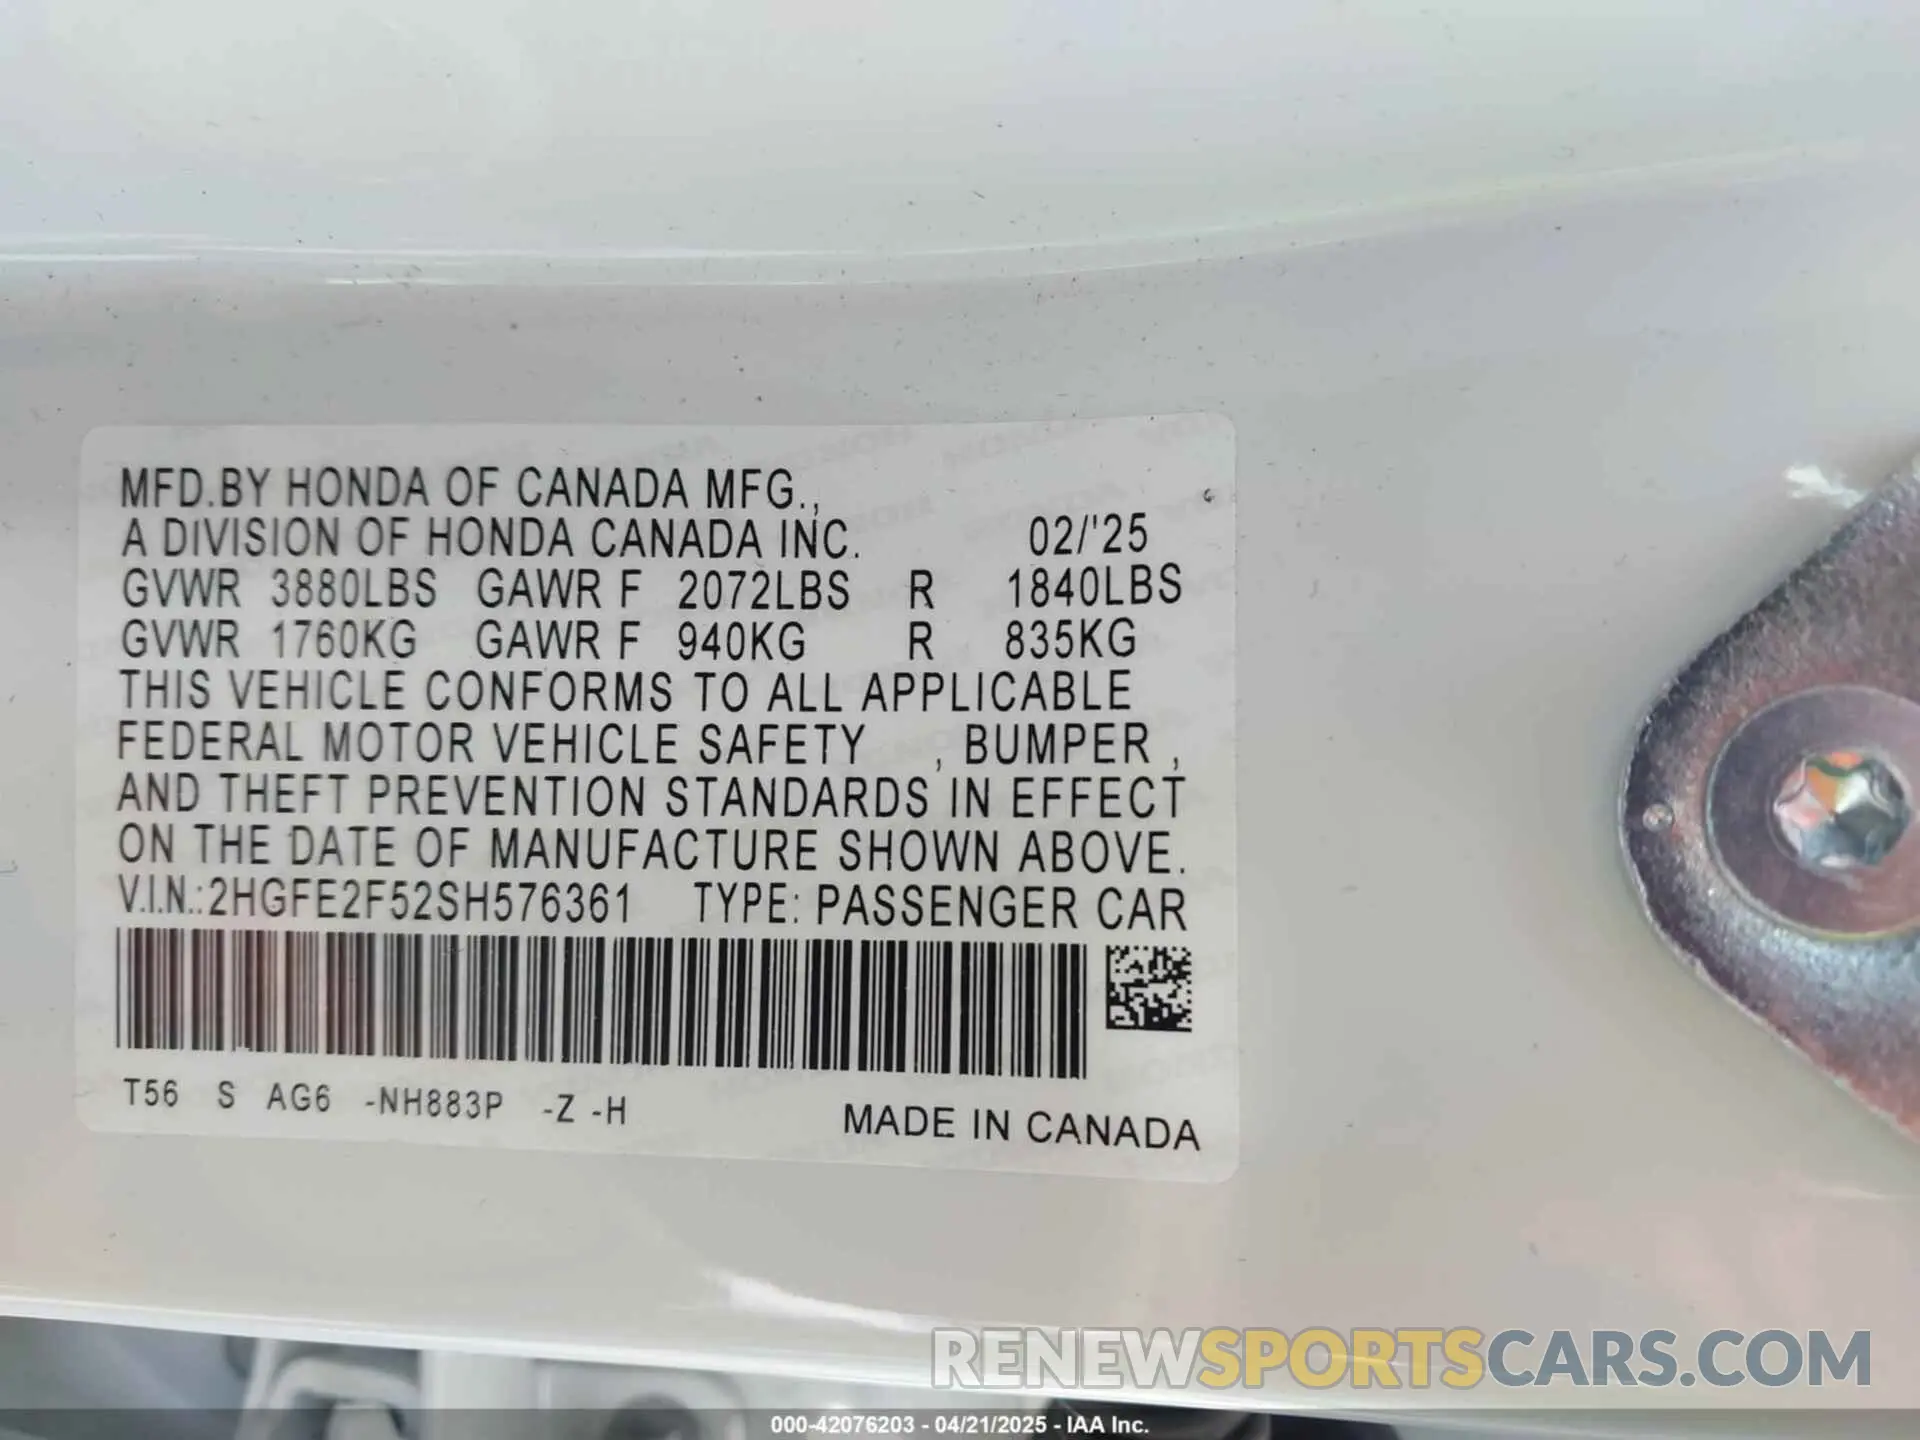 MFD.BY HONDA OF CANADA MFG.,
A DIVISION OF HONDA CANADA INC. 02/'25
GVWR 3880LBS GAWR F 2072LBS R 1840LBS
GVWR 1760KG GAWR F 940KG R 835KG
THIS VEHICLE CONFORMS TO ALL APPLICABLE
FEDERAL MOTOR VEHICLE SAFETY , BUMPER ,
AND THEFT PREVENTION STANDARDS IN EFFECT
ON THE DATE OF MANUFACTURE SHOWN ABOVE.
V.I.N.:2HGFE2F52SH576361 TYPE: PASSENGER CAR
T56 S AG6 -NH883P -Z -H
MADE IN CANADA
RENEWSPORTSCARS.COM
000-42076203 - 04/21/2025 - IAA Inc.